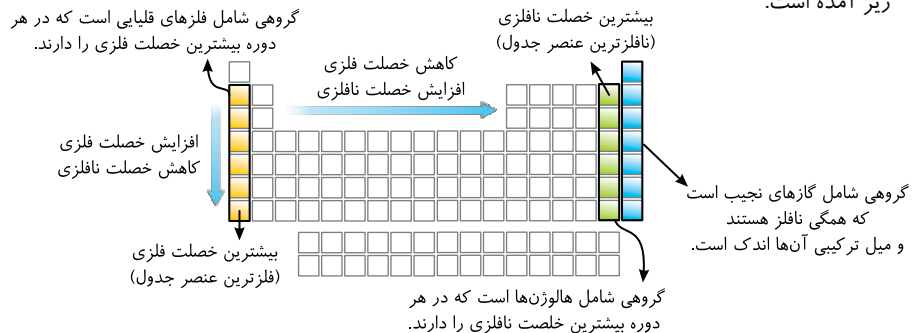 زیر آمده است.
گروهی شامل فلزهای قلیایی است که در هر
دوره بیشترین خصلت فلزی را دارند.
بیشترین خصلت نافلزی
(نافلزترین عنصر جدول)
کاهش خصلت فلزی
افزایش خصلت نافلزی
افزایش خصلت فلزی
کاهش خصلت نافلزی
گروهی شامل گازهای نجیب است
که همگی نافلز هستند
و میل ترکیبی آن‌ها اندک است.
بیشترین خصلت فلزی
(فلزترین عنصر جدول)
گروهی شامل هالوژن‌ها است که در هر
دوره بیشترین خلصت نافلزی را دارند.